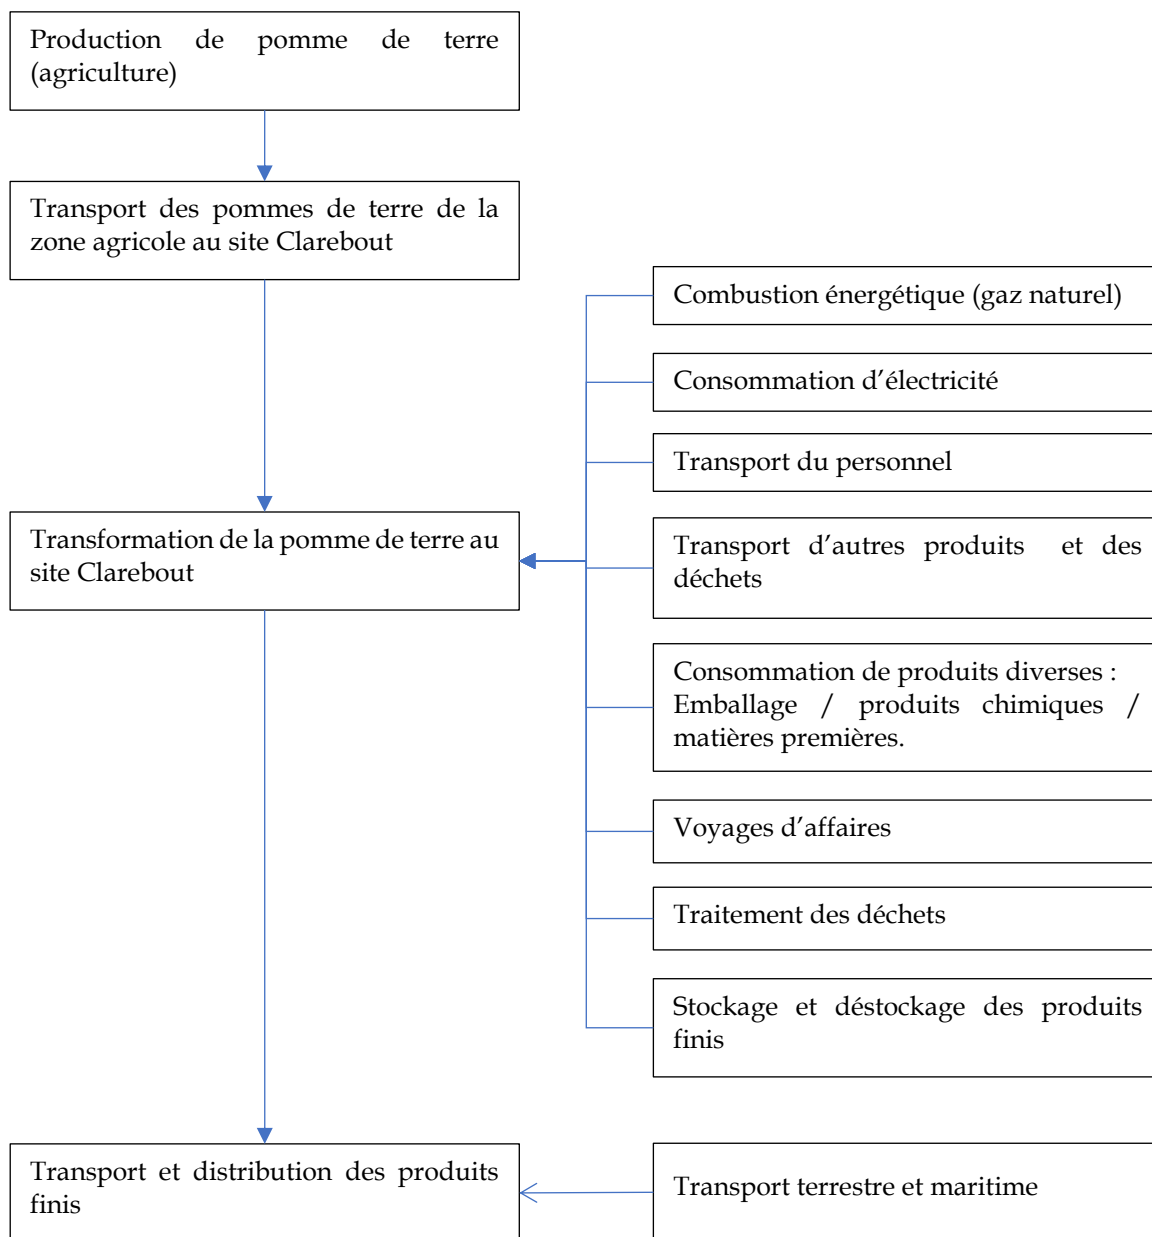 Production de pomme de terre
(agriculture)
Transport des pommes de terre de la
zone agricole au site Clarebout
Combustion énergétique (gaz naturel)
Consommation d’électricité
Transport du personnel
Transport d’autres produits et des
déchets
Transformation de la pomme de terre au
site Clarebout
Consommation de produits diverses :
Emballage / produits chimiques /
matières premières.
Voyages d’affaires
Traitement des déchets
Stockage et déstockage des produits
finis
Transport et distribution des produits
finis
Transport terrestre et maritime